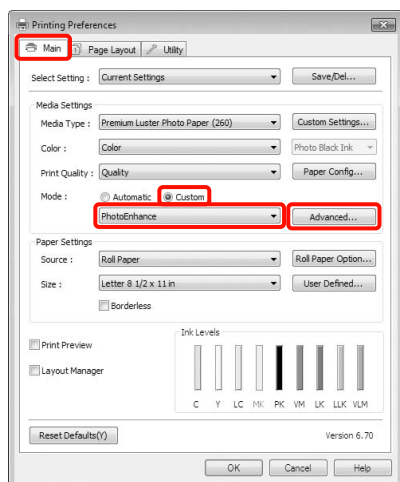 Printing Preferences
Main Page Layout Utility
Select Setting : Current Settings Save/Del...
Media Settings
Media Type : Premium Luster Photo Paper (260) Custom Settings...
Color : Color Photo Black Ink
Print Quality : Quality Paper Config...
Mode : Automatic Custom
PhotoEnhance Advanced...
Paper Settings
Source : Roll Paper Roll Paper Option...
Size : Letter 8 1/2 x 11 in User Defined...
Borderless
Print Preview
Layout Manager
Ink Levels
C Y LC MK PK VM LK LLK VLM
Reset Defaults(Y) Version 6.70
OK Cancel Help